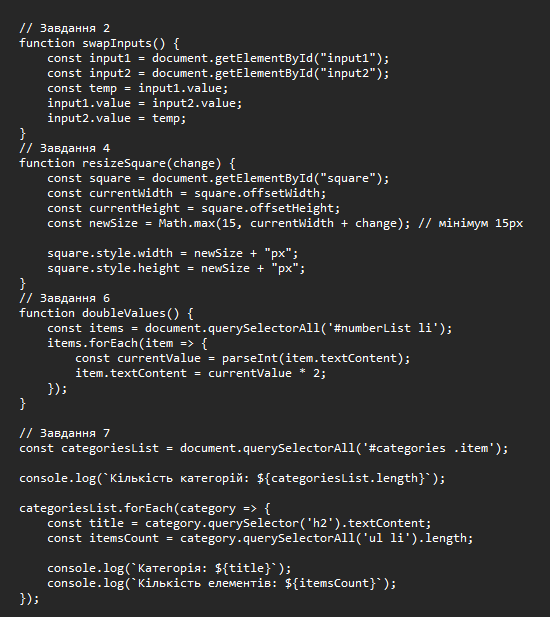 // Завдання 2
function swapInputs() {
    const input1 = document.getElementById("input1");
    const input2 = document.getElementById("input2");
    const temp = input1.value;
    input1.value = input2.value;
    input2.value = temp;
}
// Завдання 4
function resizeSquare(change) {
    const square = document.getElementById("square");
    const currentWidth = square.offsetWidth;
    const currentHeight = square.offsetHeight;
    const newSize = Math.max(15, currentWidth + change); // мінімум 15px

    square.style.width = newSize + "px";
    square.style.height = newSize + "px";
}
// Завдання 6
function doubleValues() {
    const items = document.querySelectorAll('#numberList li');
    items.forEach(item => {
        const currentValue = parseInt(item.textContent);
        item.textContent = currentValue * 2;
    });
}

// Завдання 7
const categoriesList = document.querySelectorAll('#categories .item');

console.log(`Кількість категорій: ${categoriesList.length}`);

categoriesList.forEach(category => {
    const title = category.querySelector('h2').textContent;
    const itemsCount = category.querySelectorAll('ul li').length;

    console.log(`Категорія: ${title}`);
    console.log(`Кількість елементів: ${itemsCount}`);
});